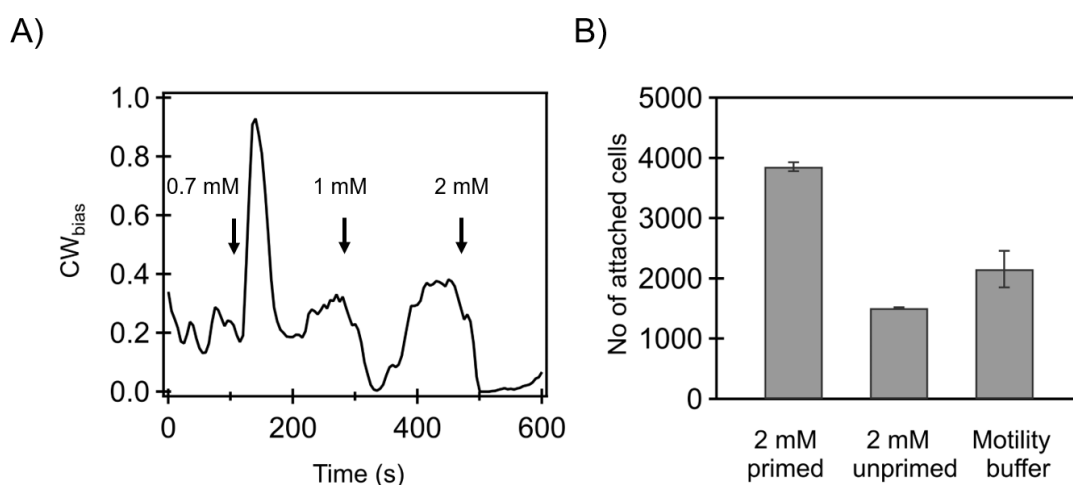 A)
1.0
0.8
0.6
0.4
0.2
0.0
CWbias
0.7 mM
1 mM
2 mM
0
200
400
600
Time (s)
B)
5000
4000
3000
2000
1000
0
No of attached cells
2 mM
primed
2 mM
unprimed
Motility
buffer